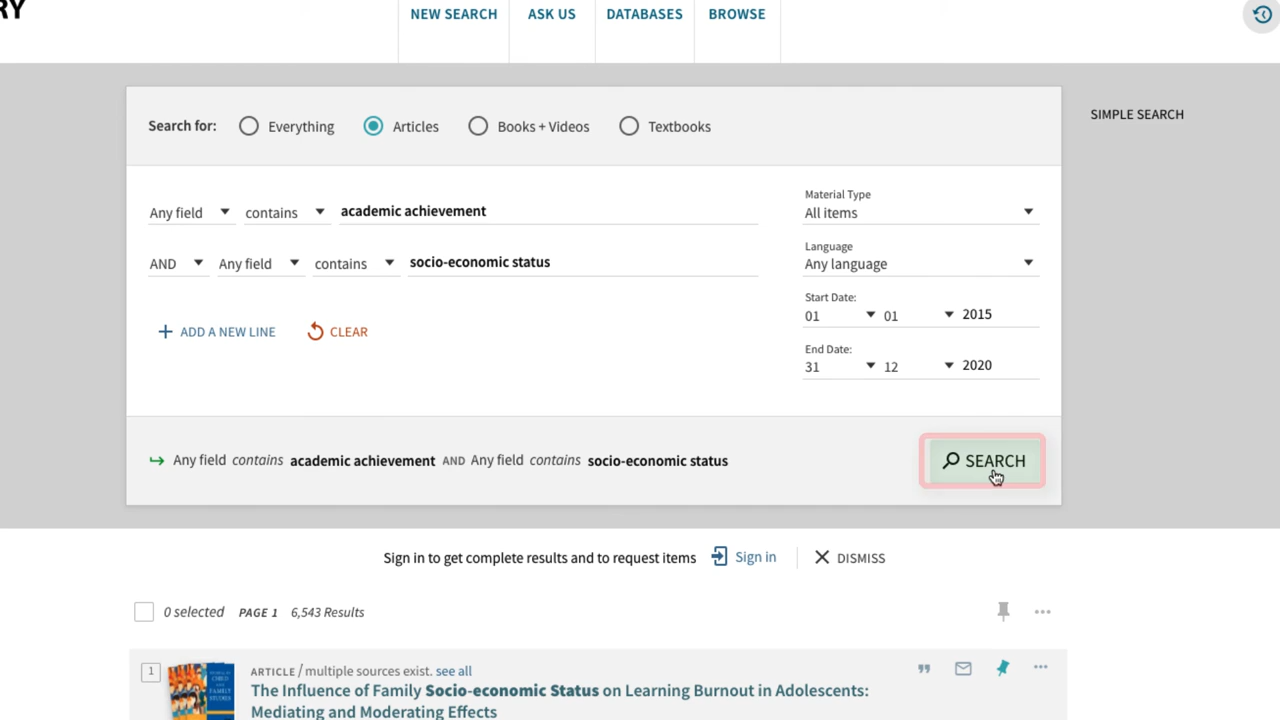 RY
NEW SEARCH ASK US DATABASES BROWSE
SIMPLE SEARCH
Search for: Everything Articles Books + Videos Textbooks
Any field contains academic achievement
AND Any field contains socio-economic status
ADD A NEW LINE CLEAR
Material Type
All items
Language
Any language
Start Date:
01 01 2015
End Date:
31 12 2020
Any field contains academic achievement AND Any field contains socio-economic status
SEARCH
Sign in to get complete results and to request items Sign in DISMISS
0 selected PAGE 1 6,543 Results
1
ARTICLE / multiple sources exist. see all
The Influence of Family Socio-economic Status on Learning Burnout in Adolescents:
Mediating and Moderating Effects